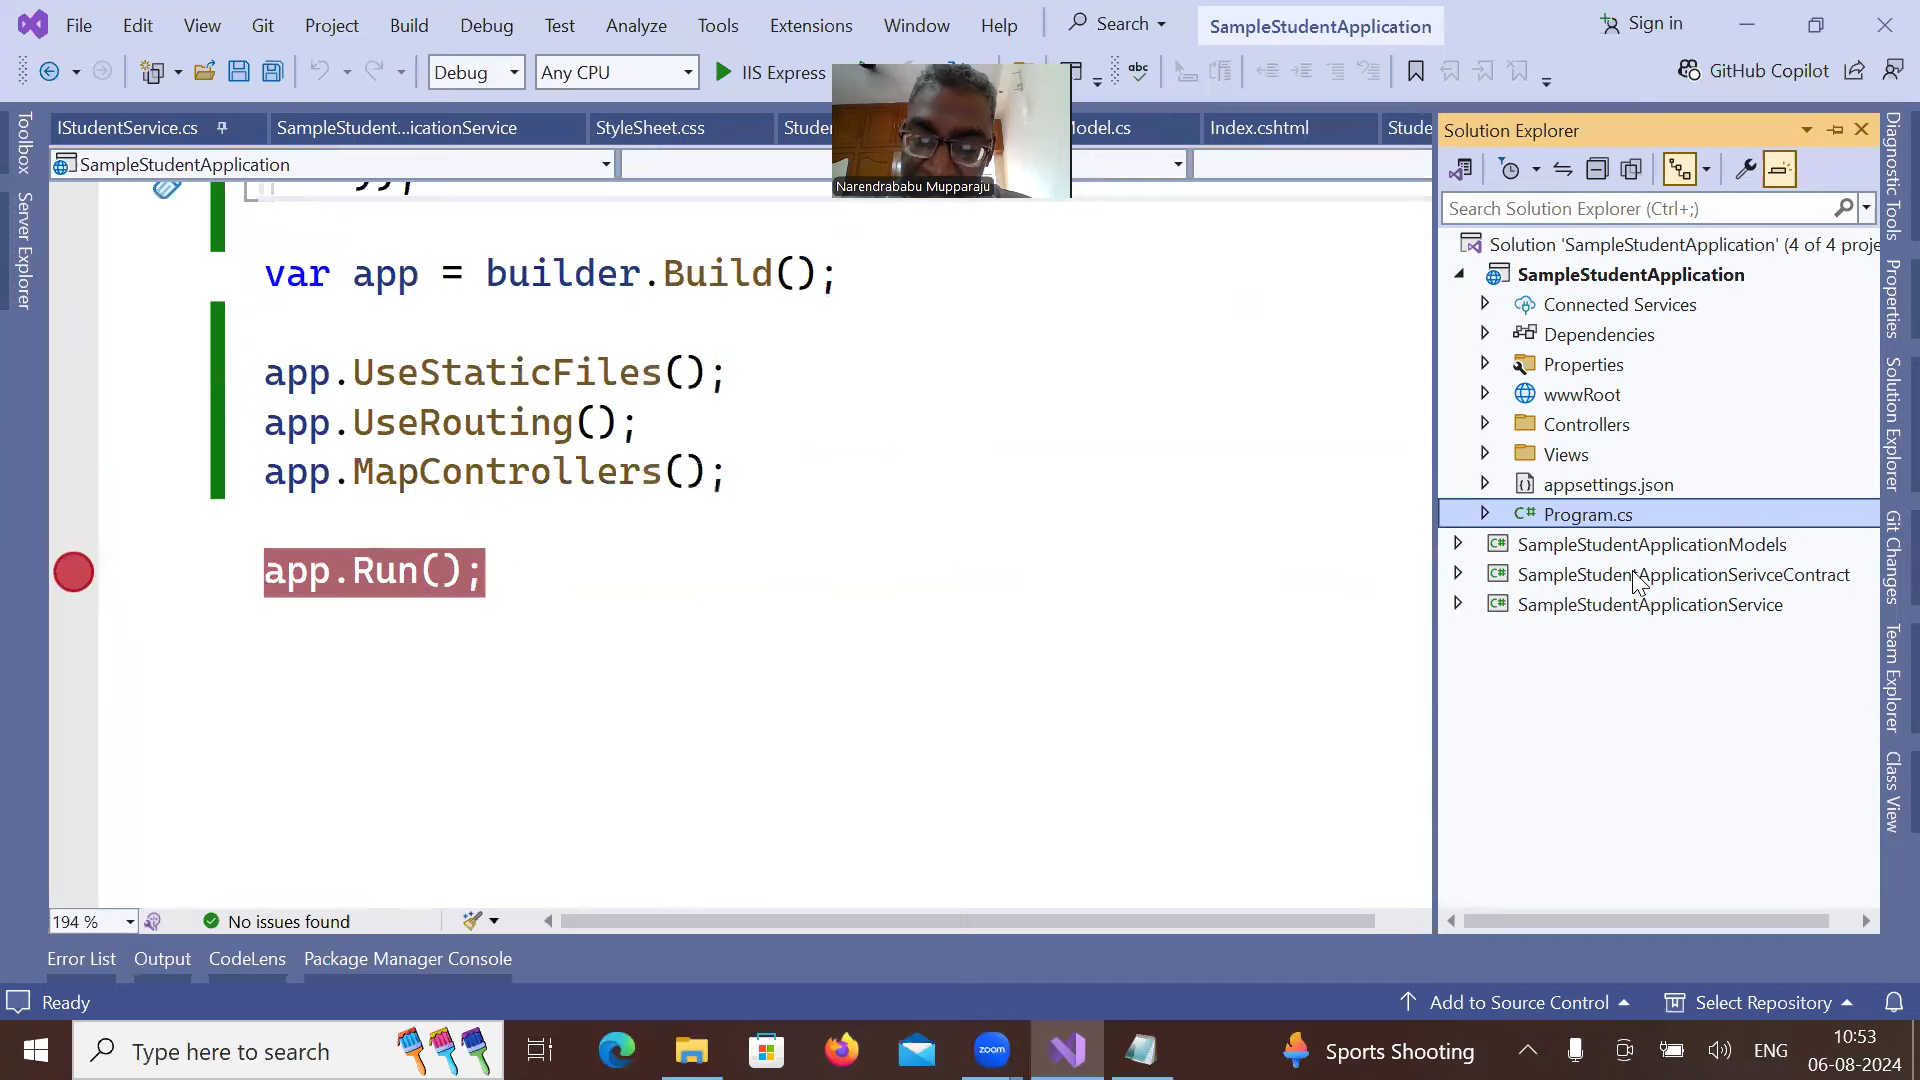 File Edit View Git Project Build Debug Test Analyze Tools Extensions Window Help Search SampleStudentApplication Sign in
Debug Any CPU IIS Express abc GitHub Copilot
IStudentService.cs SampleStudent...icationService StyleSheet.css Studen Model.cs Index.cshtml Stude
SampleStudentApplication
Narendrababu Mupparaju
var app = builder.Build();
app.UseStaticFiles();
app.UseRouting();
app.MapControllers();
app.Run();
194 % No issues found
Toolbox
Server Explorer
Solution Explorer
Search Solution Explorer (Ctrl+;)
Solution 'SampleStudentApplication' (4 of 4 proje
SampleStudentApplication
Connected Services
Dependencies
Properties
wwwRoot
Controllers
Views
appsettings.json
C# Program.cs
C# SampleStudentApplicationModels
C# SampleStudentApplicationSerivceContract
C# SampleStudentApplicationService
Diagnostic Tools
Properties
Solution Explorer
Git Changes
Team Explorer
Class View
Error List Output CodeLens Package Manager Console
Ready Add to Source Control Select Repository
Type here to search zoom Sports Shooting ENG 10:53
06-08-2024